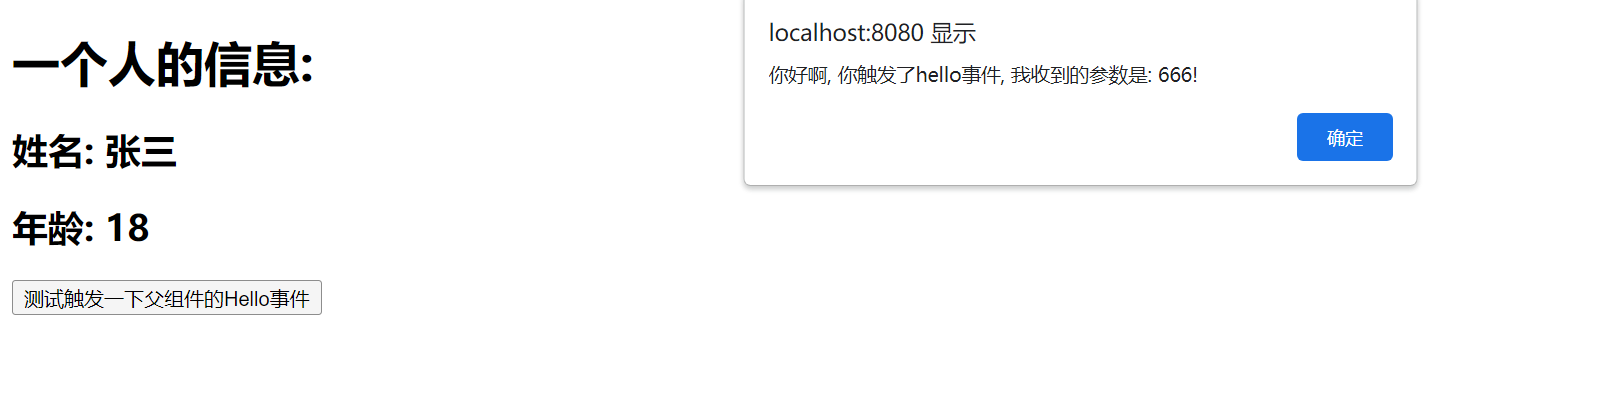 一个人的信息:
姓名: 张三
年龄: 18
测试触发一下父组件的Hello事件
localhost:8080 显示
你好啊, 你触发了hello事件, 我收到的参数是: 666!
确定